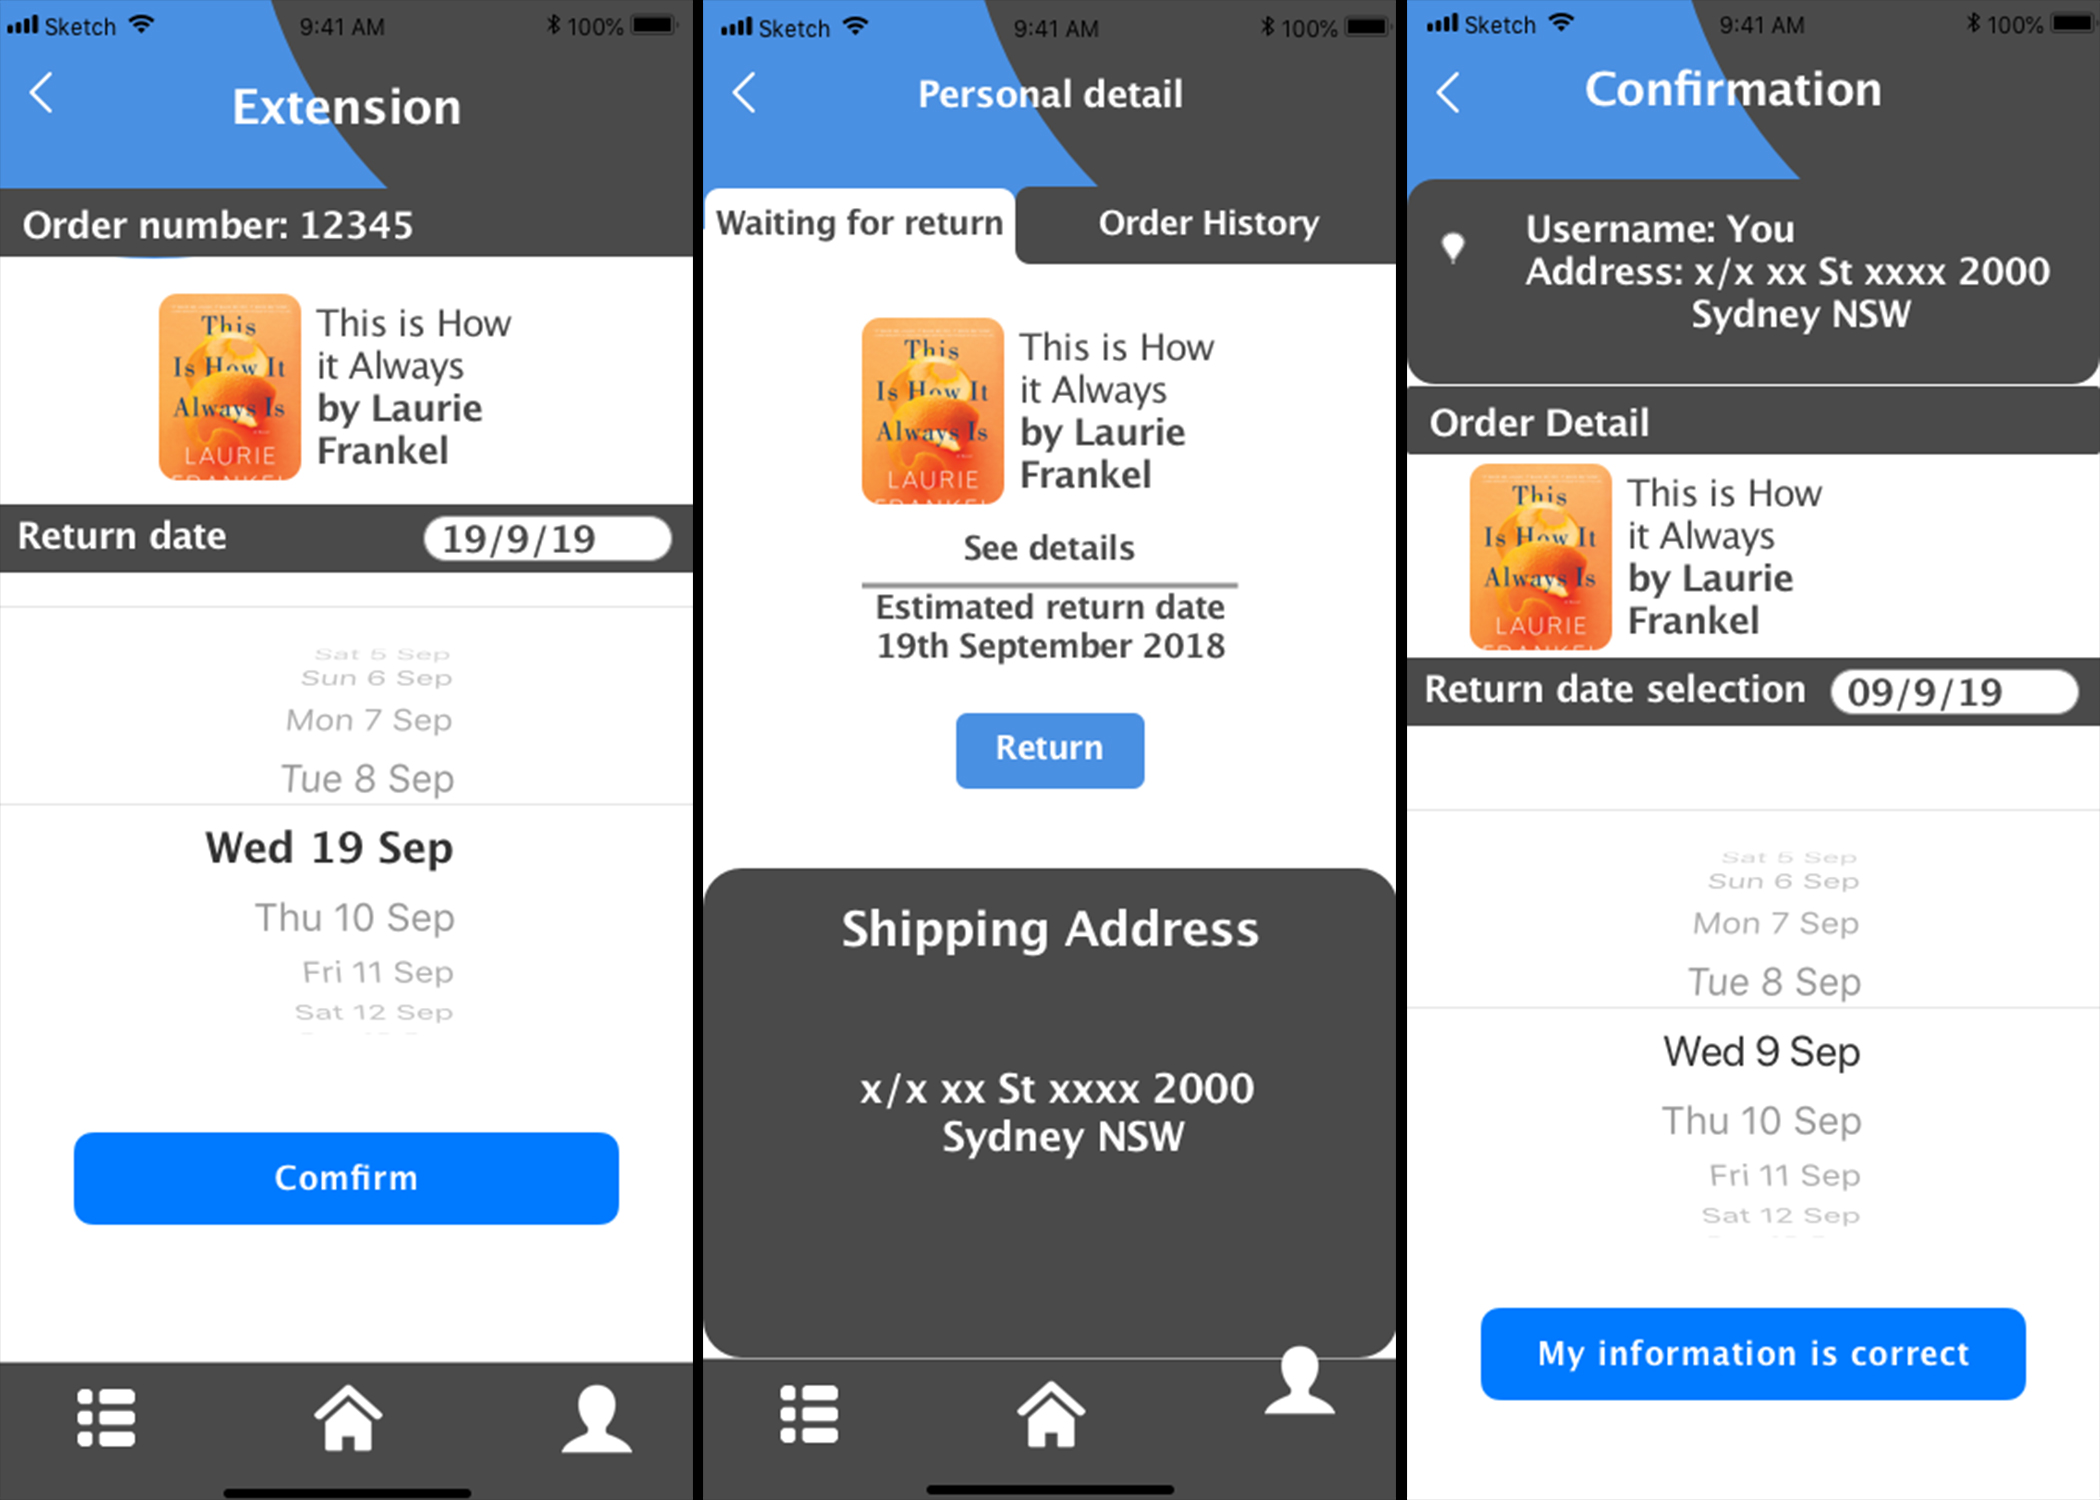 Sketch 9:41 AM 100%
Extension
Order number: 12345
This
Is How It
Always Is
LAURIE
FRANKEL
This is How
it Always
by Laurie
Frankel
Return date 19/9/19
Sat 5 Sep
Sun 6 Sep
Mon 7 Sep
Tue 8 Sep
Wed 19 Sep
Thu 10 Sep
Fri 11 Sep
Sat 12 Sep
Comfirm
Sketch 9:41 AM 100%
Personal detail
Waiting for return Order History
This
Is How It
Always Is
LAURIE
FRANKEL
This is How
it Always
by Laurie
Frankel
See details
Estimated return date
19th September 2018
Return
Shipping Address
x/x xx St xxxx 2000
Sydney NSW
Sketch 9:41 AM 100%
Confirmation
Username: You
Address: x/x xx St xxxx 2000
Sydney NSW
Order Detail
This
Is How It
Always Is
LAURIE
FRANKEL
This is How
it Always
by Laurie
Frankel
Return date selection 09/9/19
Sat 5 Sep
Sun 6 Sep
Mon 7 Sep
Tue 8 Sep
Wed 9 Sep
Thu 10 Sep
Fri 11 Sep
Sat 12 Sep
My information is correct